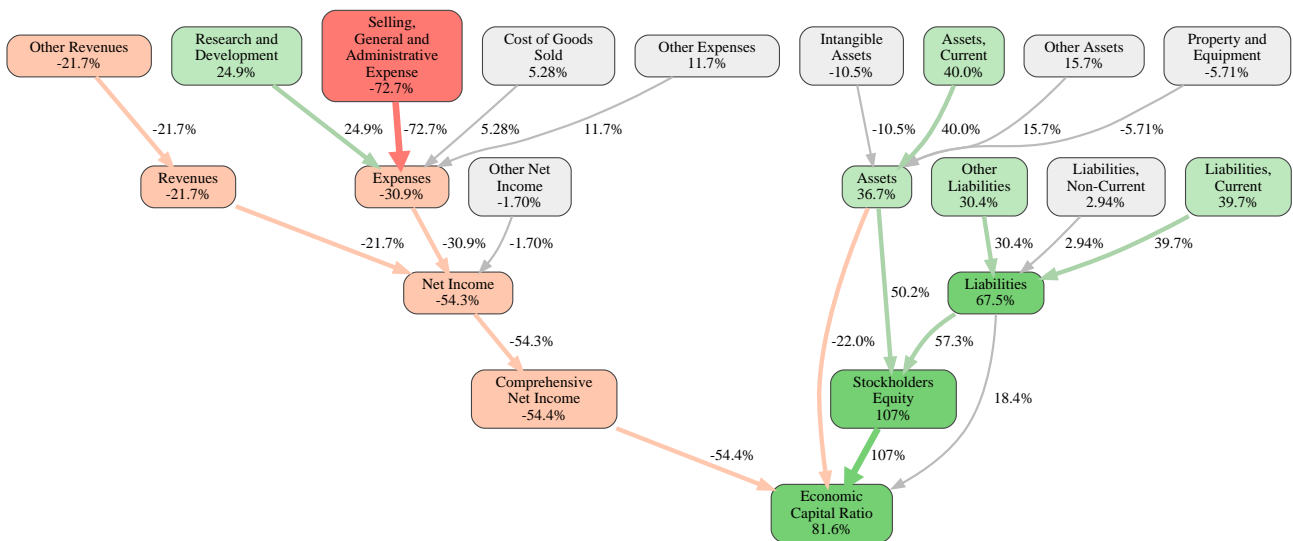 Other Revenues
-21.7%
Research and
Development
24.9%
Selling,
General and
Administrative
Expense
-72.7%
Cost of Goods
Sold
5.28%
Other Expenses
11.7%
Intangible
Assets
-10.5%
Assets,
Current
40.0%
Other Assets
15.7%
Property and
Equipment
-5.71%
-21.7%
24.9%
-72.7%
5.28%
11.7%
-10.5%
40.0%
15.7%
-5.71%
Revenues
-21.7%
Expenses
-30.9%
Other Net
Income
-1.70%
Assets
36.7%
Other
Liabilities
30.4%
Liabilities,
Non-Current
2.94%
Liabilities,
Current
39.7%
-21.7%
-30.9%
-1.70%
30.4%
2.94%
39.7%
Net Income
-54.3%
50.2%
Liabilities
67.5%
-54.3%
-22.0%
57.3%
Comprehensive
Net Income
-54.4%
Stockholders
Equity
107%
18.4%
-54.4%
107%
Economic
Capital Ratio
81.6%